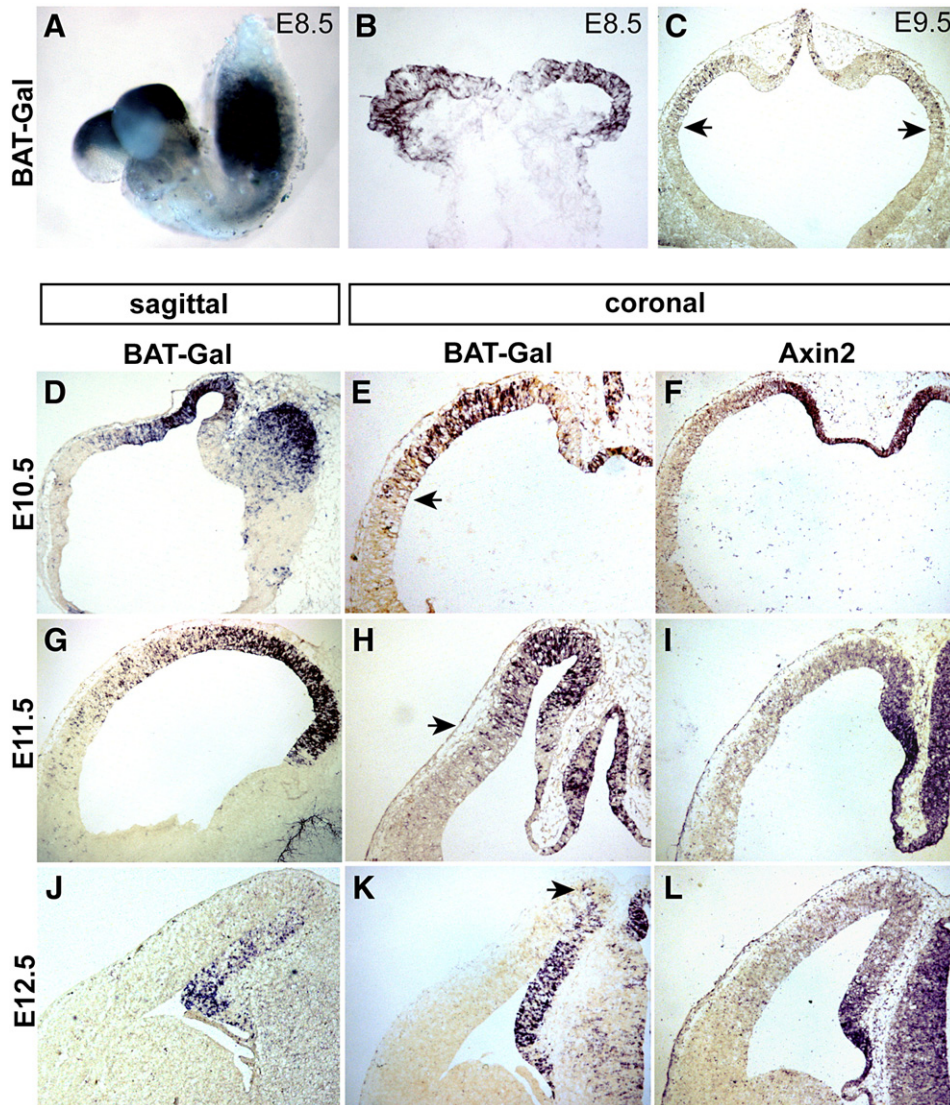 A E8.5
B E8.5
C E9.5
BAT-Gal
sagittal coronal
BAT-Gal BAT-Gal Axin2
D E F
E10.5
G H I
E11.5
J K L
E12.5